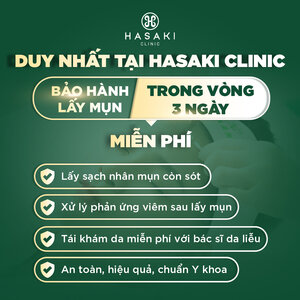 HASAKI
CLINIC
DUY NHẤT TẠI HASAKI CLINIC
BẢO HÀNH
LẤY MỤN
TRONG VÒNG
3 NGÀY
MIỄN PHÍ
Lấy sạch nhân mụn còn sót
Xử lý phản ứng viêm sau lấy mụn
Tái khám da miễn phí với bác sĩ da liễu
An toàn, hiệu quả, chuẩn Y khoa